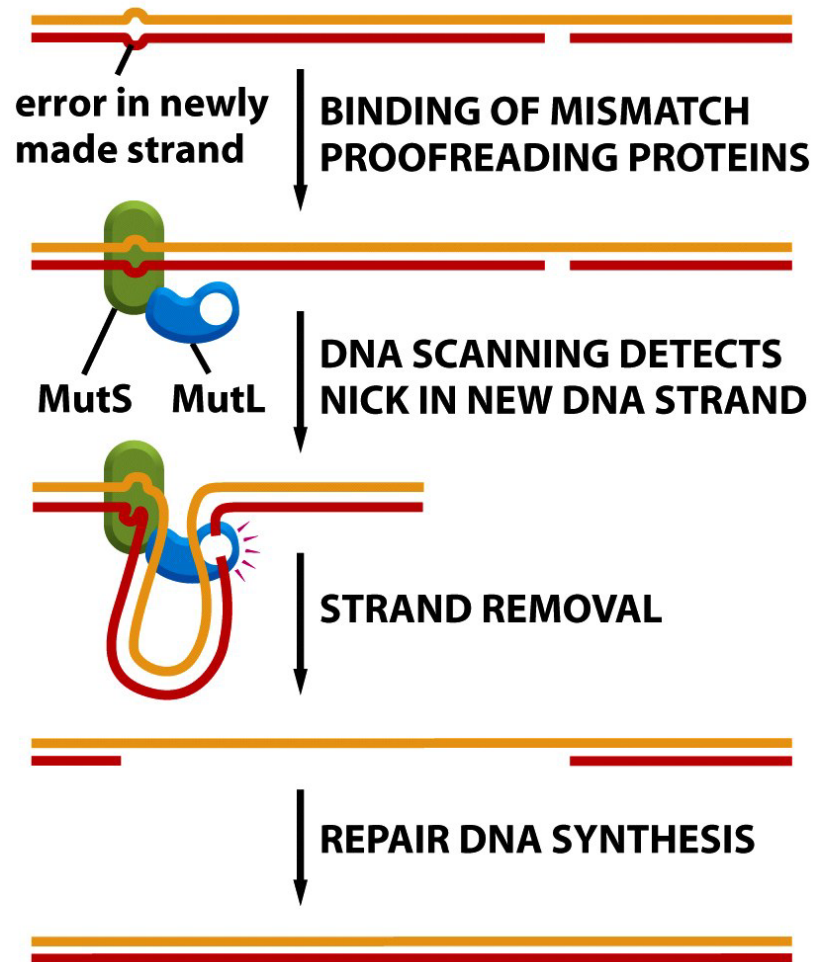 error in newly
made strand
BINDING OF MISMATCH
PROOFREADING PROTEINS
MutS
MutL
DNA SCANNING DETECTS
NICK IN NEW DNA STRAND
STRAND REMOVAL
REPAIR DNA SYNTHESIS